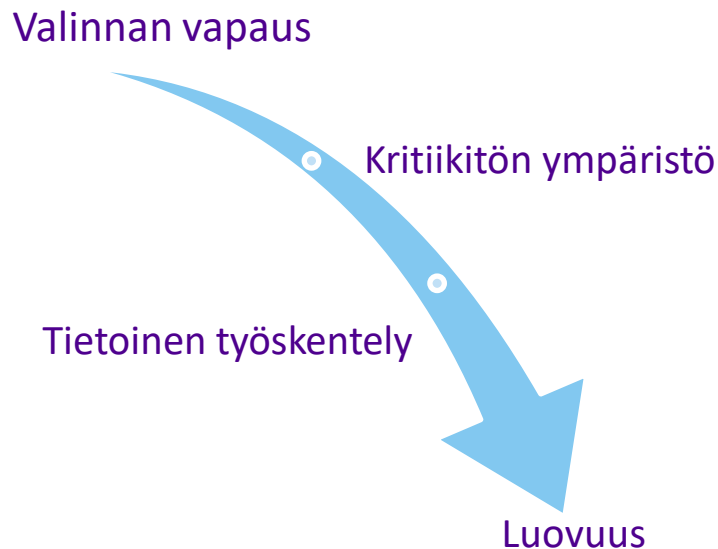 Valinnan vapaus
Kritiikitön ympäristö
Tietoinen työskentely
Luovuus